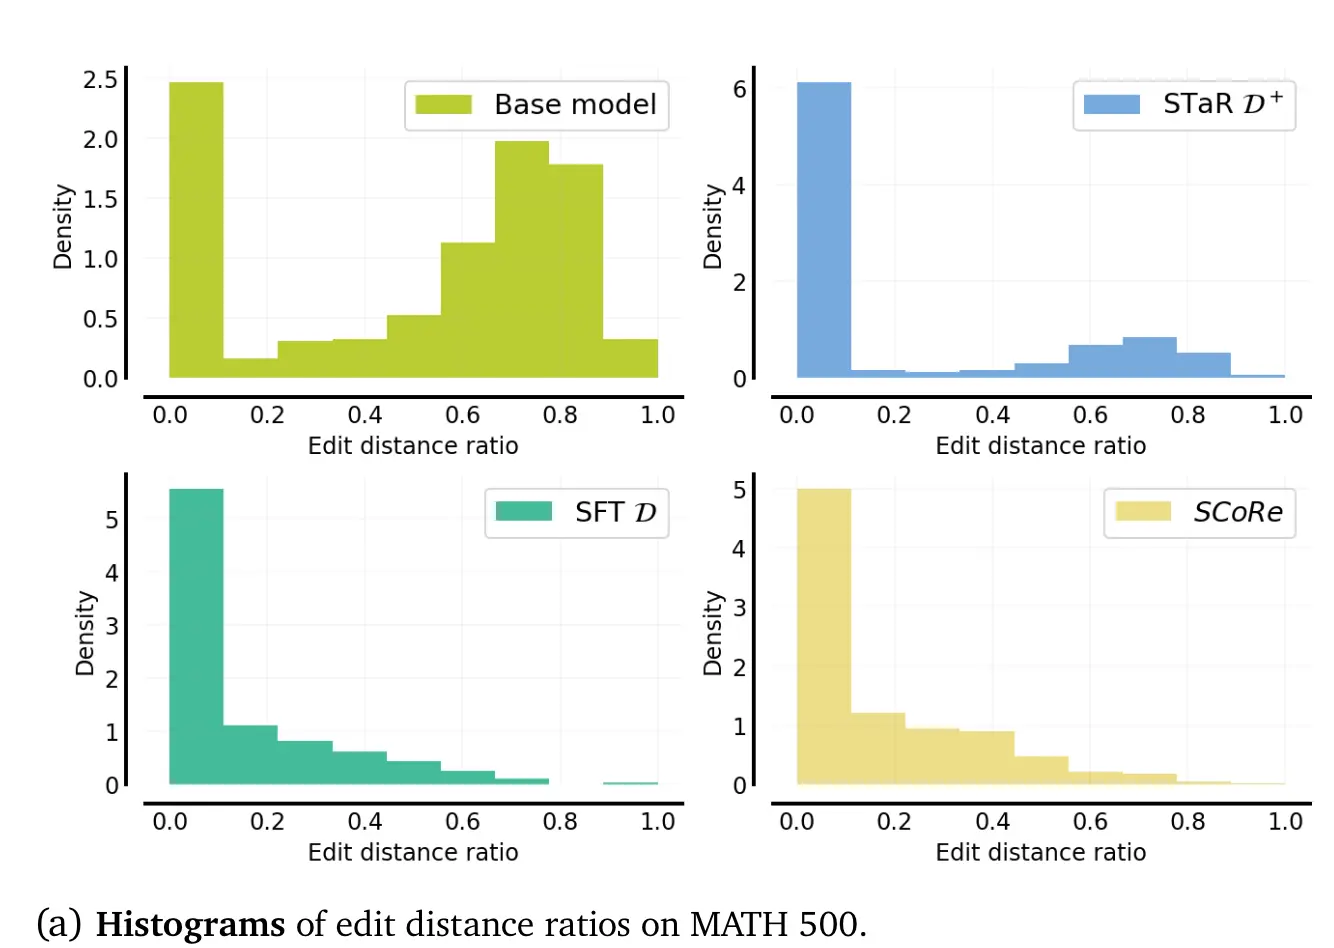 Base model
2.5
2.0
1.5
1.0
0.5
0.0
Density
0.0 0.2 0.4 0.6 0.8 1.0
Edit distance ratio
STaR 𝒟⁺
6
4
2
0
Density
0.0 0.2 0.4 0.6 0.8 1.0
Edit distance ratio
SFT 𝒟
5
4
3
2
1
0
Density
0.0 0.2 0.4 0.6 0.8 1.0
Edit distance ratio
SCoRe
5
4
3
2
1
0
Density
0.0 0.2 0.4 0.6 0.8 1.0
Edit distance ratio
(a) Histograms of edit distance ratios on MATH 500.